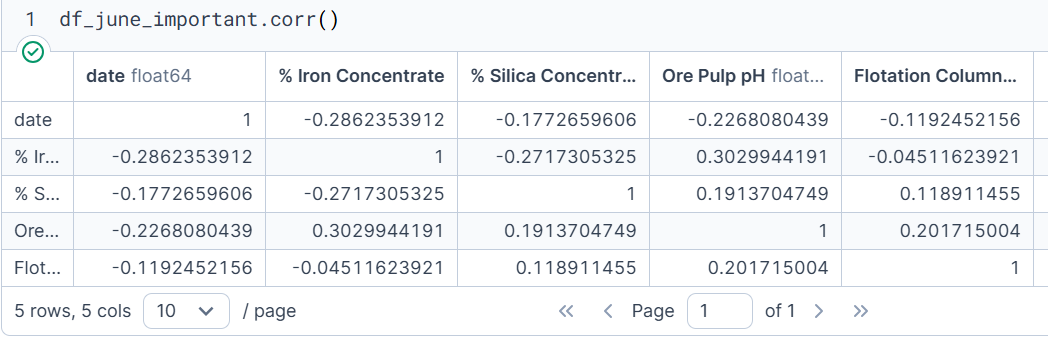 1 df_june_important.corr()
date float64 % Iron Concentrate % Silica Concentr... Ore Pulp pH float... Flotation Column...
date 1 -0.2862353912 -0.1772659606 -0.2268080439 -0.1192452156
% Ir... -0.2862353912 1 -0.2717305325 0.3029944191 -0.04511623921
% S... -0.1772659606 -0.2717305325 1 0.1913704749 0.118911455
Ore... -0.2268080439 0.3029944191 0.1913704749 1 0.201715004
Flot... -0.1192452156 -0.04511623921 0.118911455 0.201715004 1
5 rows, 5 cols 10 / page << < Page 1 of 1 > >>